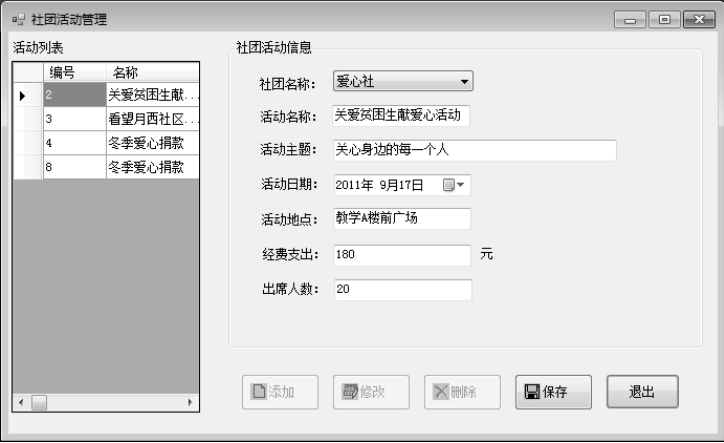 社团活动管理
活动列表
编号 名称
2 关爱贫困生献...
3 看望月西社区...
4 冬季爱心捐款
8 冬季爱心捐款
社团活动信息
社团名称： 爱心社
活动名称： 关爱贫困生献爱心活动
活动主题： 关心身边的每一个人
活动日期： 2011年 9月17日
活动地点： 教学A楼前广场
经费支出： 180 元
出席人数： 20
添加 修改 删除 保存 退出